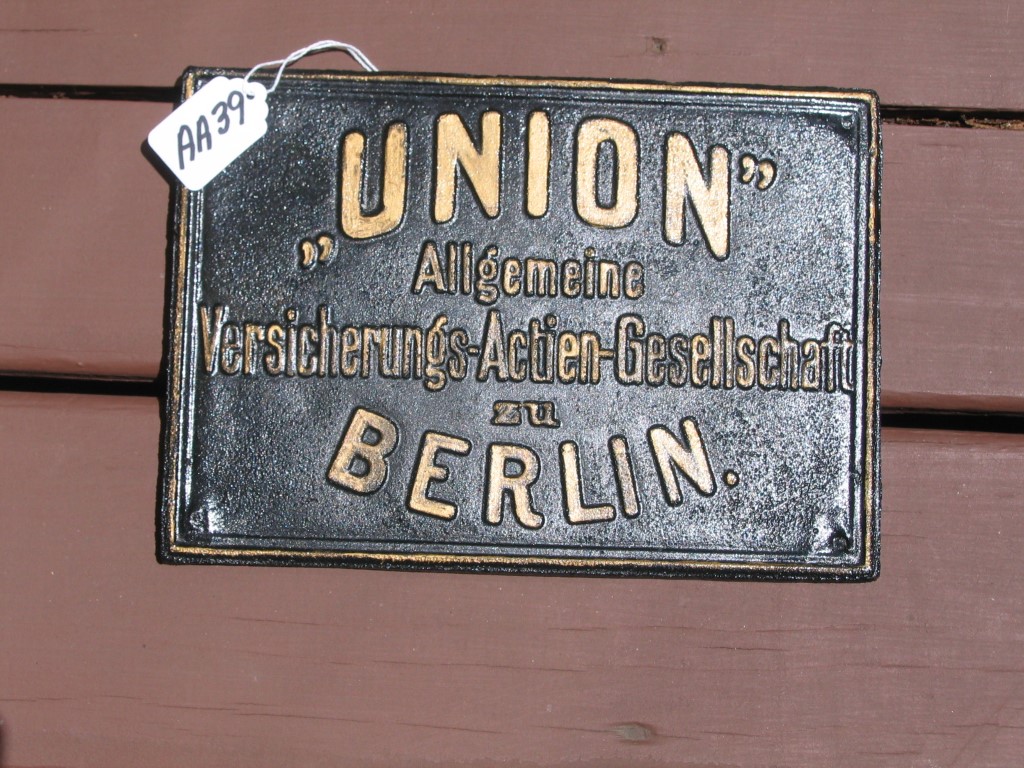 AA39
„UNION”
Allgemeine
Versicherungs-Actien-Gesellschaft
zu
BERLIN.